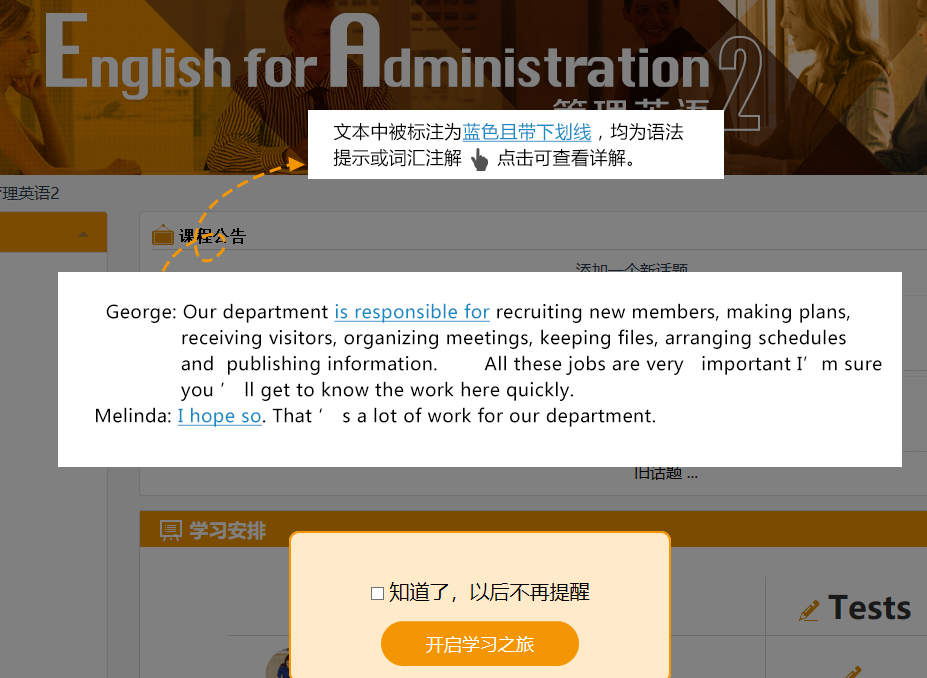 English for Administration 2
管理英语
文本中被标注为蓝色且带下划线，均为语法
提示或词汇注解 点击可查看详解。
理英语2
课程公告
添加一个新话题
George: Our department is responsible for recruiting new members, making plans,
receiving visitors, organizing meetings, keeping files, arranging schedules
and publishing information. All these jobs are very important I’m sure
you ’ ll get to know the work here quickly.
Melinda: I hope so. That ’ s a lot of work for our department.
旧话题 ...
学习安排
知道了，以后不再提醒
Tests
开启学习之旅